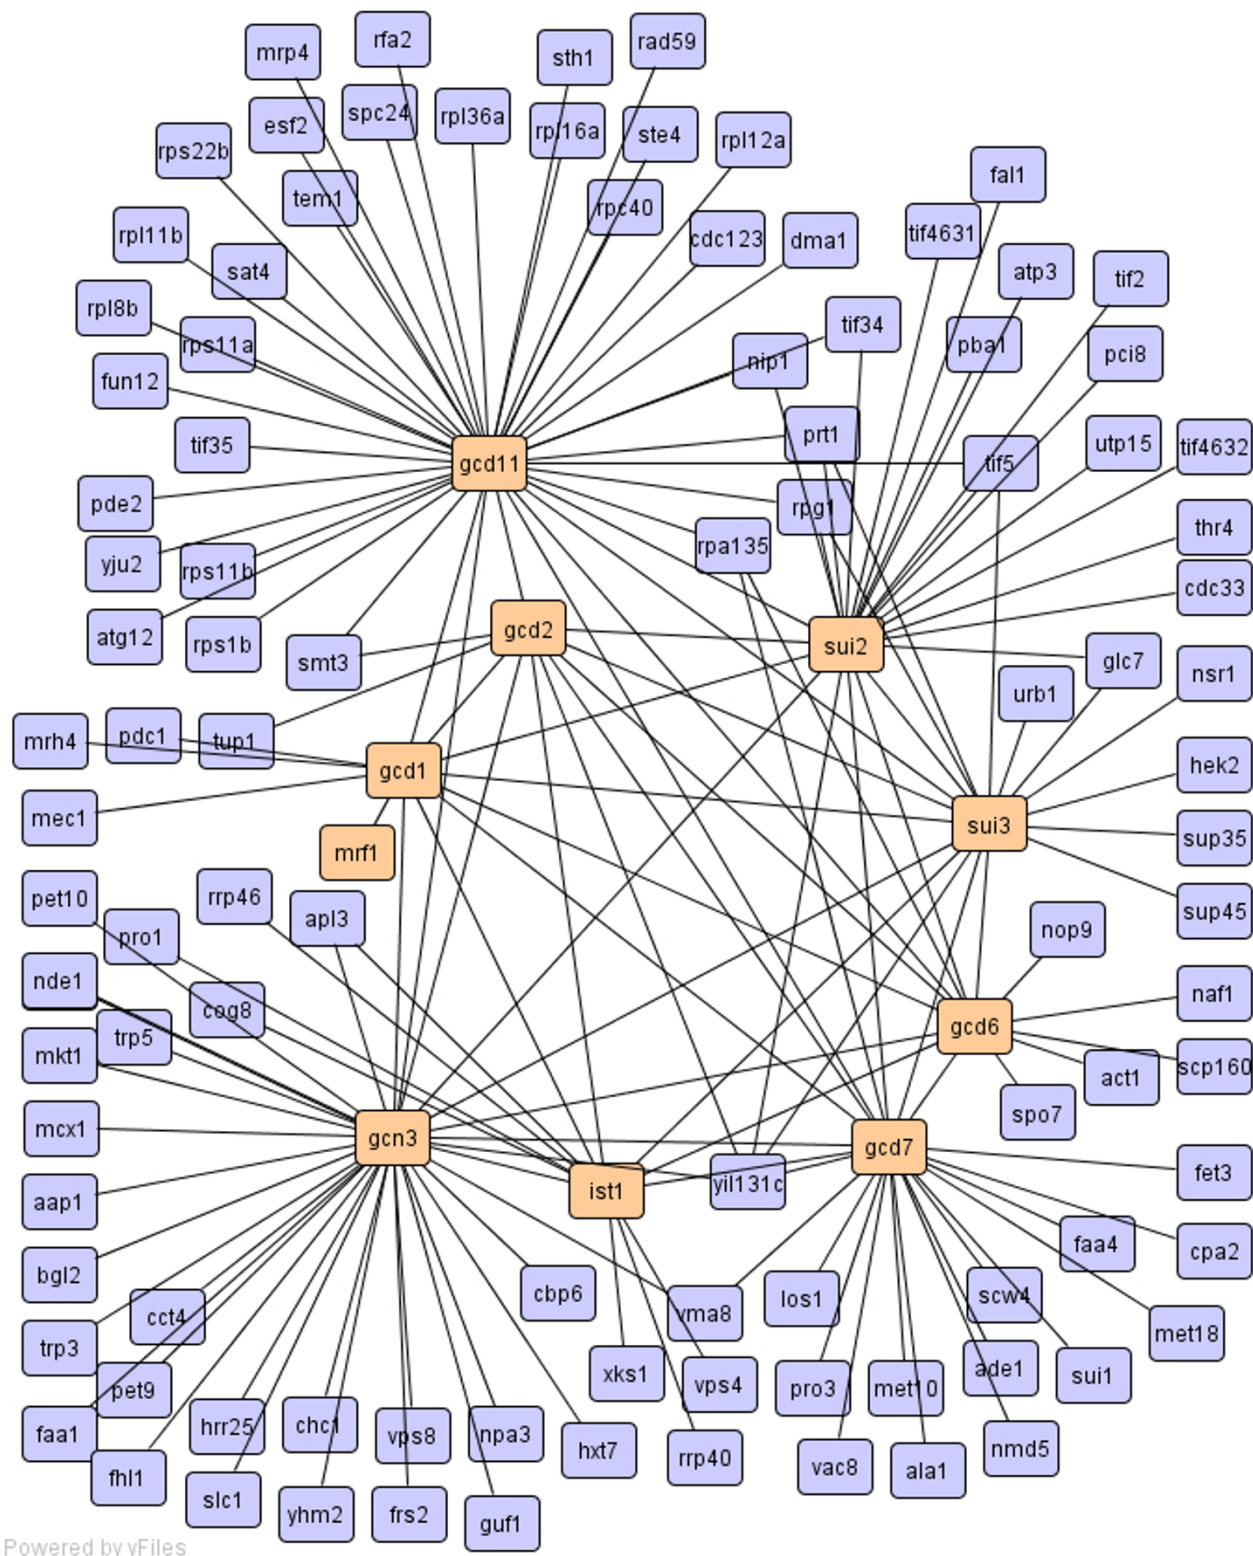 rfa2
rad59
mrp4
sth1
spc24
rpl36a
esf2
rpl16a
ste4
rpl12a
rps22b
fal1
tem1
rpc40
rpl11b
cdc123
dma1
tif4631
sat4
atp3
tif2
rpl8b
tif34
rps11a
pba1
pci8
nip1
fun12
prt1
tif35
utp15
tif4632
gcd11
tif5
pde2
rpg1
thr4
rpa135
yju2
rps11b
cdc33
gcd2
atg12
rps1b
sui2
smt3
glc7
nsr1
urb1
mrh4
pdc1
tup1
gcd1
hek2
mec1
sui3
sup35
mrf1
pet10
rrp46
apl3
sup45
pro1
nop9
nde1
naf1
cog8
gcd6
trp5
mkt1
scp160
act1
spo7
mcx1
gcn3
gcd7
fet3
yil131c
ist1
aap1
faa4
cpa2
bgl2
cbp6
scw4
los1
vma8
cct4
met18
trp3
ade1
xks1
sui1
vps4
pro3
met10
pet9
faa1
hrr25
chc1
vps8
npa3
hxt7
nmd5
rrp40
vac8
ala1
fhl1
slc1
yhm2
frs2
guf1
Powered by yFiles